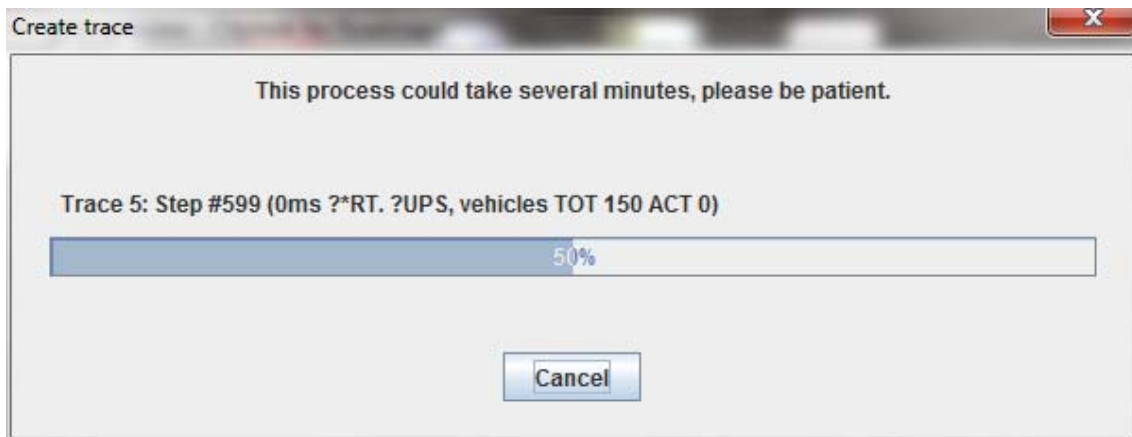 Create trace
This process could take several minutes, please be patient.
Trace 5: Step #599 (0ms ?*RT. ?UPS, vehicles TOT 150 ACT 0)
50%
Cancel